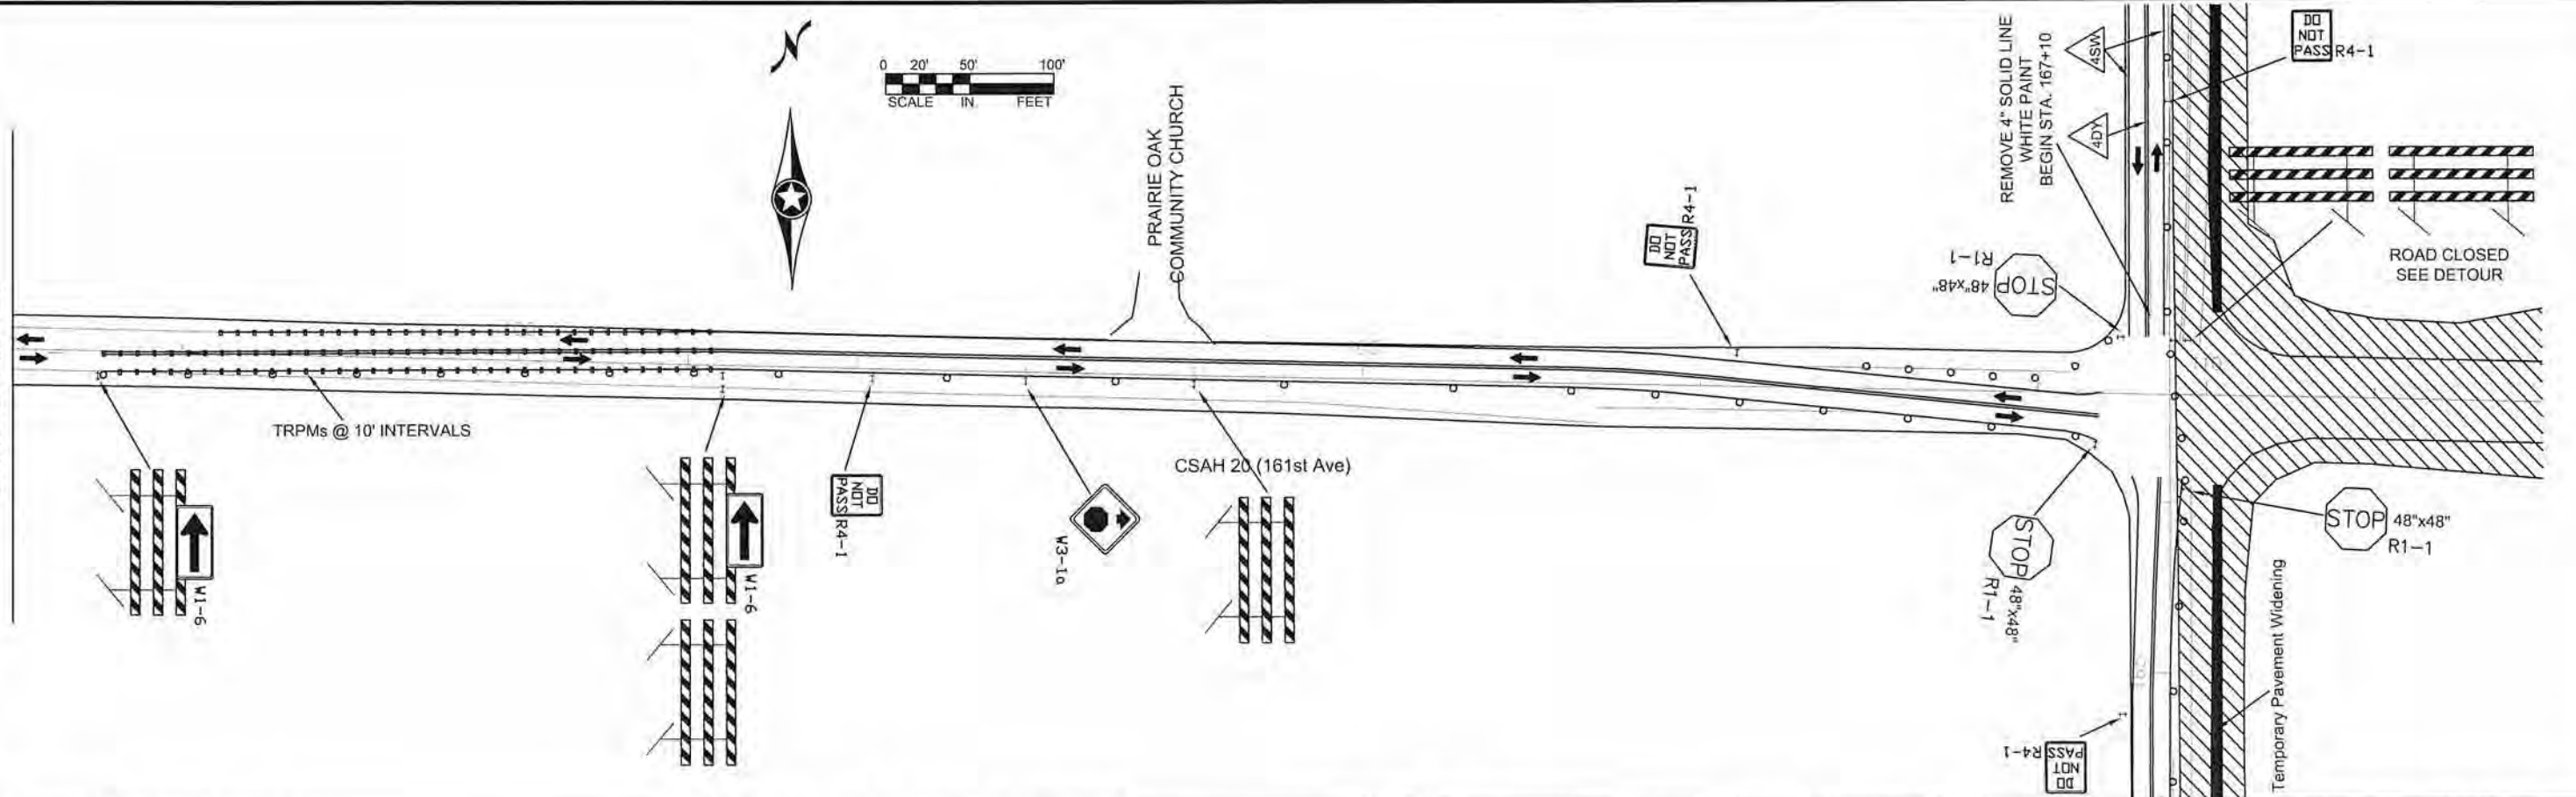 0 20' 50' 100'
SCALE IN FEET
PRAIRIE OAK
COMMUNITY CHURCH
REMOVE 4" SOLID LINE
WHITE PAINT
BEGIN STA. 167+10
4SW
4DY
DO
NOT
PASS
R4-1
DO
NOT
PASS
R4-1
ROAD CLOSED
SEE DETOUR
STOP
48"x48"
R1-1
TRPMs @ 10' INTERVALS
CSAH 20 (161st Ave)
W1-6
W1-6
DO
NOT
PASS
R4-1
W3-1a
STOP
48"x48"
R1-1
STOP
48"x48"
R1-1
165
DO
NOT
PASS
R4-1
Temporary Pavement Widening